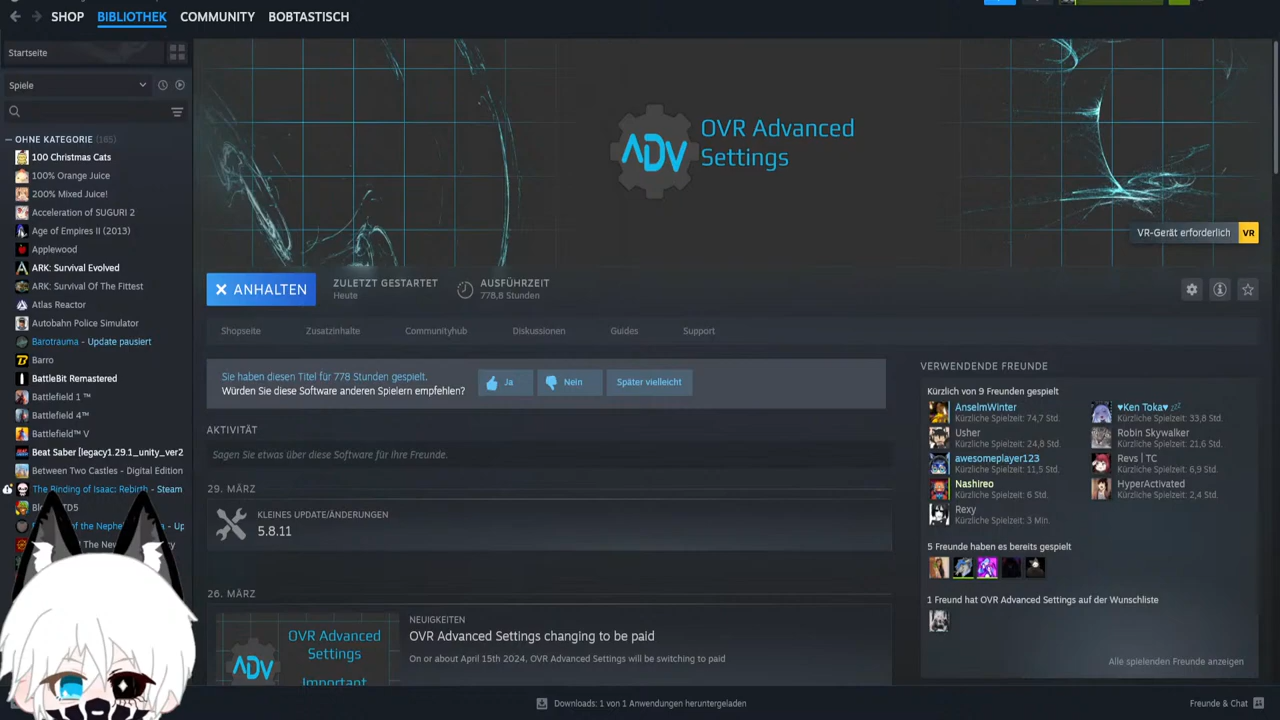 SHOP BIBLIOTHEK COMMUNITY BOBTASTISCH
Startseite
Spiele
OHNE KATEGORIE (165)
100 Christmas Cats
100% Orange Juice
200% Mixed Juice!
Acceleration of SUGURI 2
Age of Empires II (2013)
Applewood
ARK: Survival Evolved
ARK: Survival Of The Fittest
Atlas Reactor
Autobahn Police Simulator
Barotrauma - Update pausiert
Barro
BattleBit Remastered
Battlefield 1 ™
Battlefield 4™
Battlefield™ V
Beat Saber [legacy1.29.1_unity_ver2
Between Two Castles - Digital Edition
The Binding of Isaac: Rebirth - Steam
TD5
of the Nephe
The New
ADV
OVR Advanced
Settings
VR-Gerät erforderlich VR
ANHALTEN
ZULETZT GESTARTET
Heute
AUSFÜHRZEIT
778,8 Stunden
Shopseite Zusatzinhalte Communityhub Diskussionen Guides Support
Sie haben diesen Titel für 778 Stunden gespielt.
Würden Sie diese Software anderen Spielern empfehlen?
Ja Nein Später vielleicht
AKTIVITÄT
Sagen Sie etwas über diese Software für Ihre Freunde.
29. MÄRZ
KLEINES UPDATE/ÄNDERUNGEN
5.8.11
26. MÄRZ
ADV
OVR Advanced
Settings
Important
NEUIGKEITEN
OVR Advanced Settings changing to be paid
On or about April 15th 2024, OVR Advanced Settings will be switching to paid
VERWENDENDE FREUNDE
Kürzlich von 9 Freunden gespielt
AnselmWinter
Kürzliche Spielzeit: 74,7 Std.
♥Ken Toka♥ 💤
Kürzliche Spielzeit: 33,8 Std.
Usher
Kürzliche Spielzeit: 24,8 Std.
Robin Skywalker
Kürzliche Spielzeit: 21,6 Std.
awesomeplayer123
Kürzliche Spielzeit: 11,5 Std.
Revs | TC
Kürzliche Spielzeit: 6,9 Std.
Nashireo
Kürzliche Spielzeit: 6 Std.
HyperActivated
Kürzliche Spielzeit: 2,4 Std.
Rexy
Kürzliche Spielzeit: 3 Min.
5 Freunde haben es bereits gespielt
1 Freund hat OVR Advanced Settings auf der Wunschliste
Alle spielenden Freunde anzeigen
Downloads: 1 von 1 Anwendungen heruntergeladen
Freunde & Chat